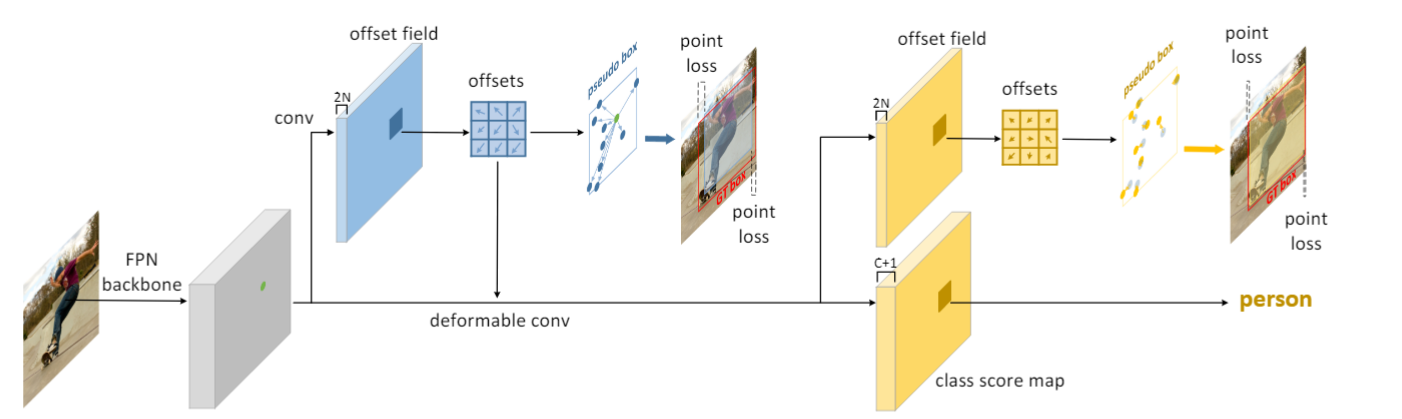 offset field
2N
conv
offsets
pseudo box
point
loss
GT box
point
loss
FPN
backbone
deformable conv
offset field
2N
offsets
pseudo box
point
loss
GT box
point
loss
C+1
person
class score map